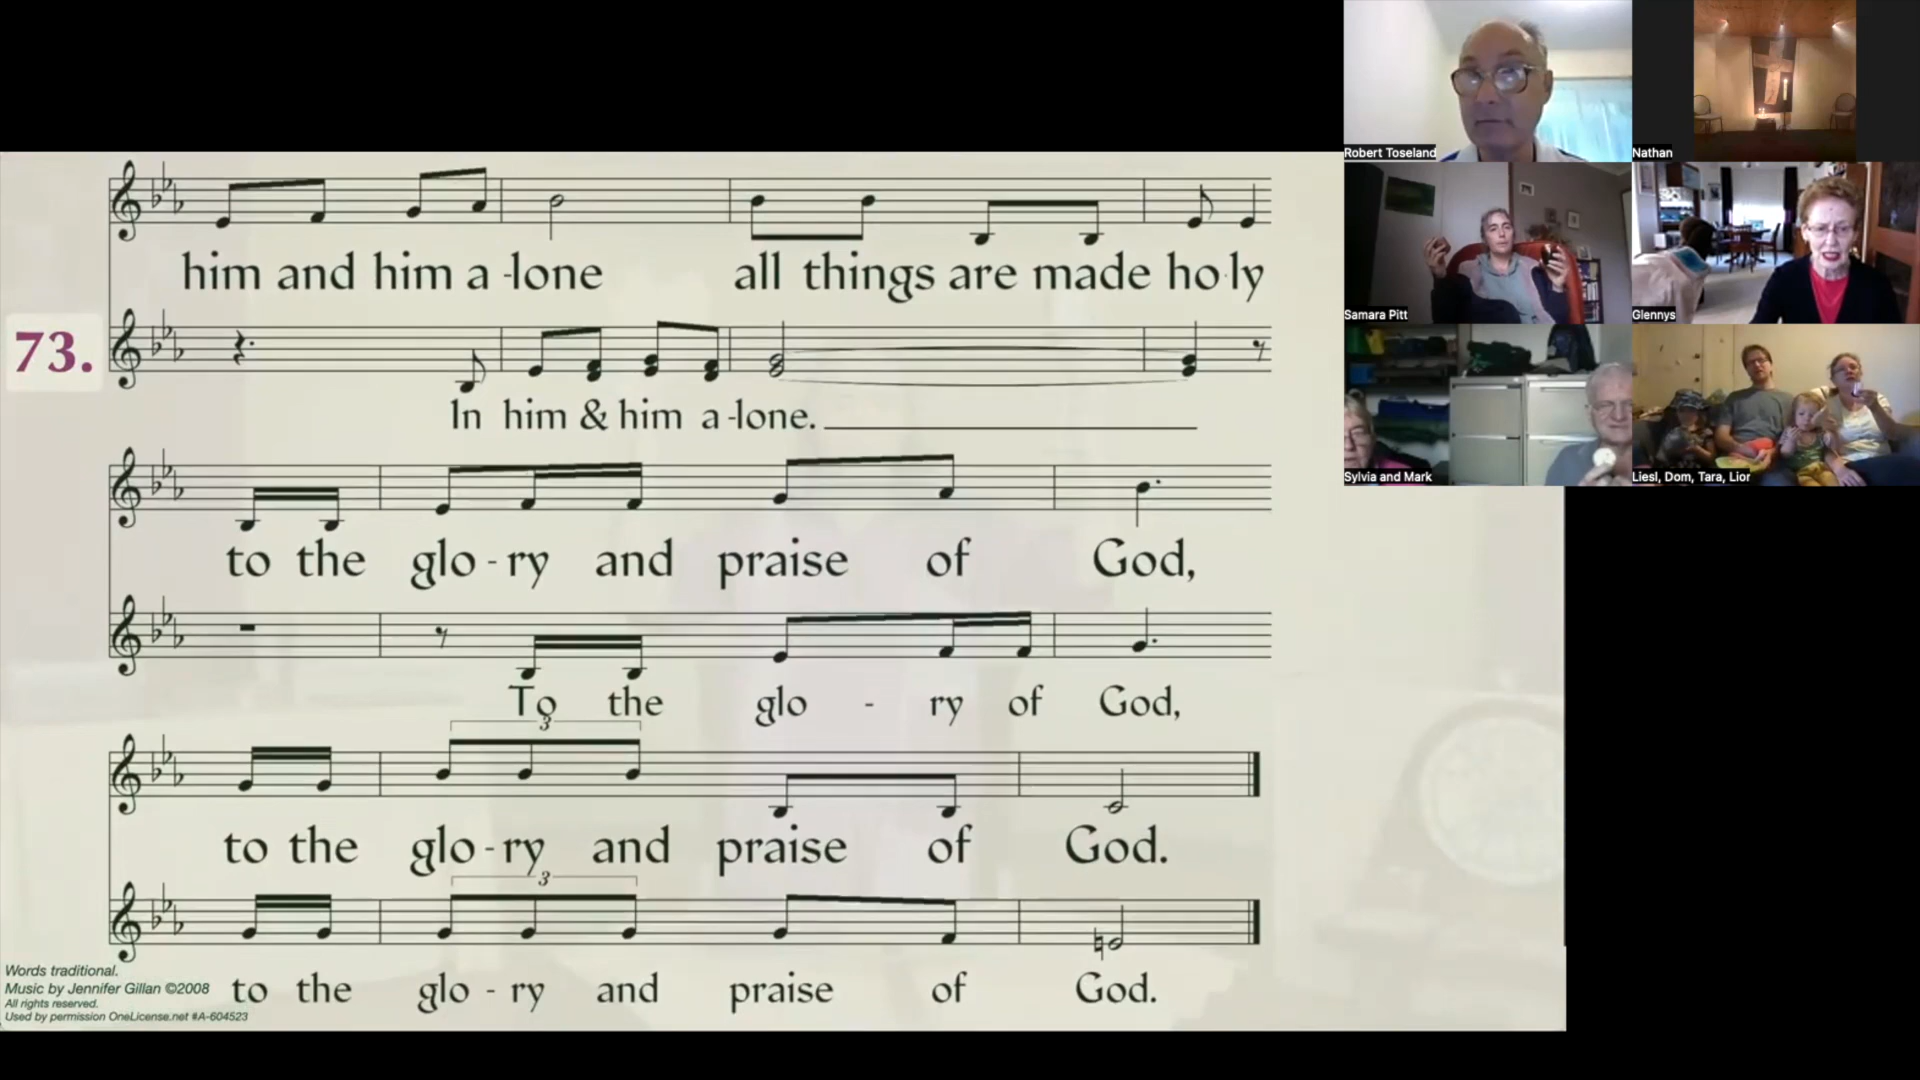 him and him a-lone all things are made ho-ly
73.
In him & him a-lone.
to the glo-ry and praise of God,
To the glo - ry of God,
3
to the glo-ry and praise of God.
3
to the glo - ry and praise of God.
Words traditional.
Music by Jennifer Gillan ©2008
All rights reserved.
Used by permission OneLicense.net #A-604523
Robert Toseland
Nathan
Samara Pitt
Glennys
Sylvia and Mark
Liesl, Dom, Tara, Lior